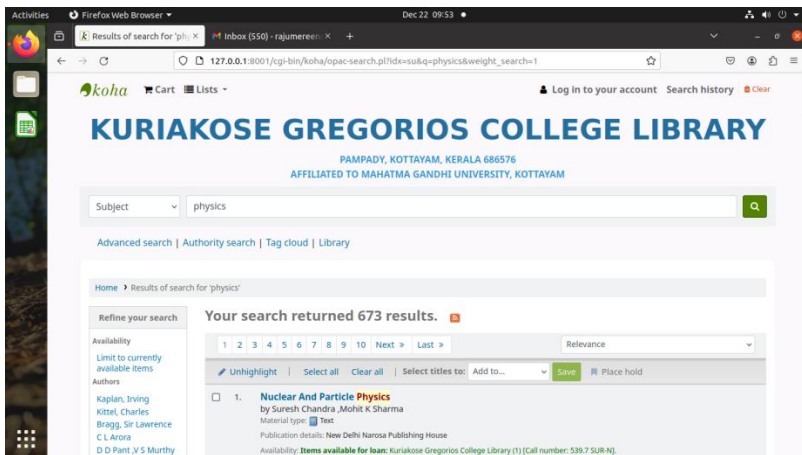 Activities
Firefox Web Browser
Dec 22 09:53
Results of search for 'phy
Inbox (550) - rajumereen
127.0.0.1:8001/cgi-bin/koha/opac-search.pl?idx=su&q=physics&weight_search=1
koha
Cart
Lists
Log in to your account
Search history
Clear
KURIAKOSE GREGORIOS COLLEGE LIBRARY
PAMPADY, KOTTAYAM, KERALA 686576
AFFILIATED TO MAHATMA GANDHI UNIVERSITY, KOTTAYAM
Subject
physics
Advanced search | Authority search | Tag cloud | Library
Home › Results of search for 'physics'
Refine your search
Availability
Limit to currently
available items
Authors
Kaplan, Irving
Kittel, Charles
Bragg, Sir Lawrence
C L Arora
D D Pant ,V S Murthy
Your search returned 673 results.
1 2 3 4 5 6 7 8 9 10 Next » Last »
Relevance
Unhighlight | Select all Clear all | Select titles to: Add to... Save Place hold
1. Nuclear And Particle Physics
by Suresh Chandra ,Mohit K Sharma
Material type: Text
Publication details: New Delhi Narosa Publishing House
Availability: Items available for loan: Kuriakose Gregorios College Library (1) [Call number: 539.7 SUR-N].